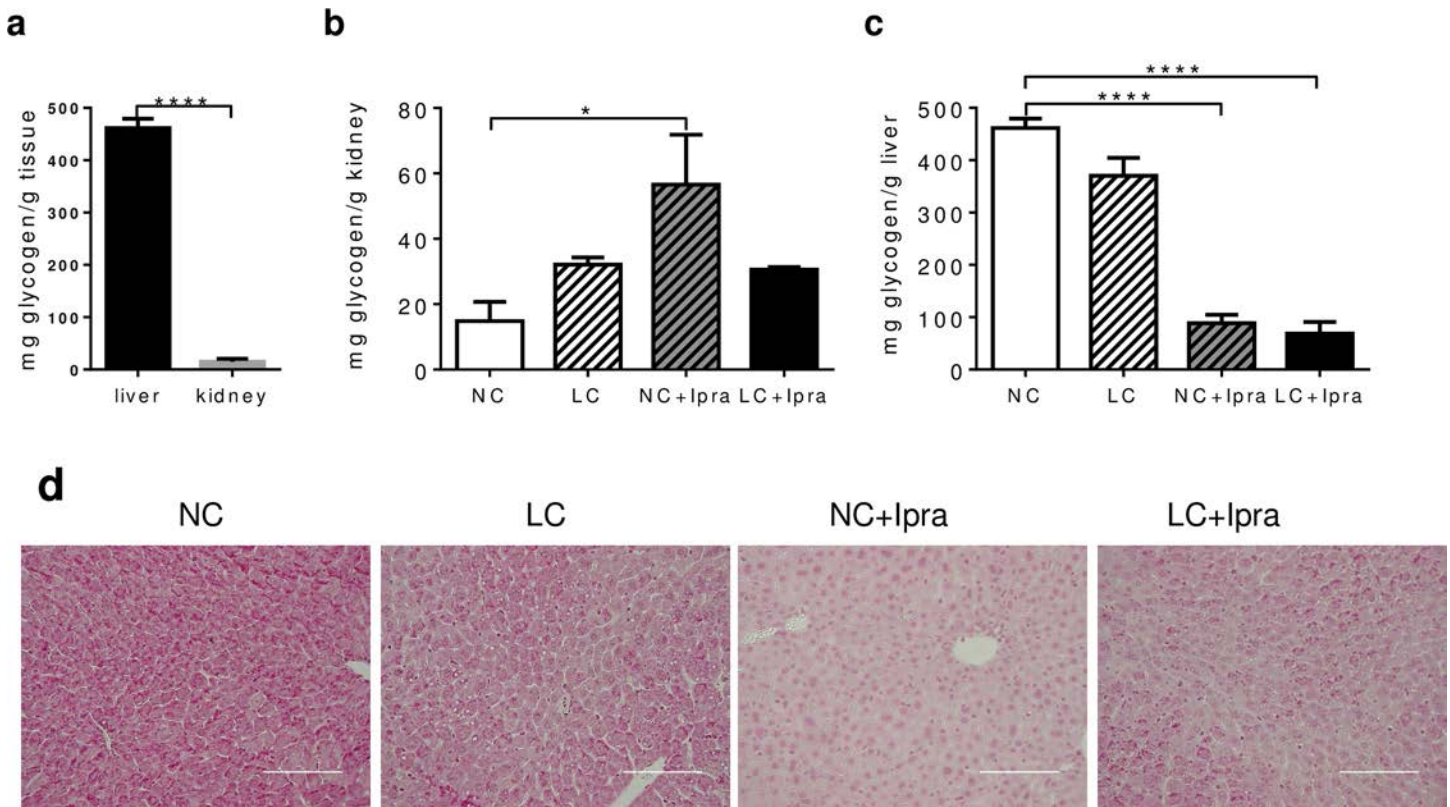 a
b
c
mg glycogen/g tissue
500
400
300
200
100
0
****
liver kidney
mg glycogen/g kidney
80
60
40
20
0
*
NC LC NC+Ipra LC+Ipra
mg glycogen/g liver
500
400
300
200
100
0
****
****
NC LC NC+Ipra LC+Ipra
d
NC LC NC+Ipra LC+Ipra